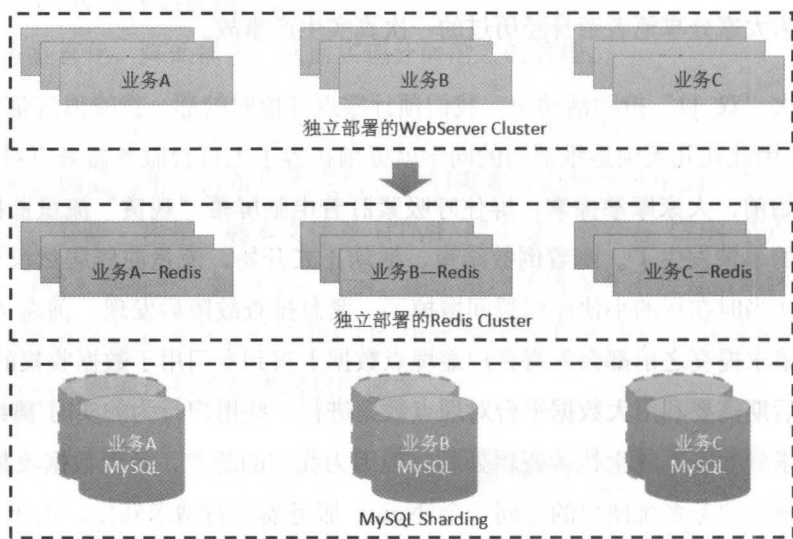 业务A
业务B
业务C
独立部署的WebServer Cluster
业务A—Redis
业务B—Redis
业务C—Redis
独立部署的Redis Cluster
业务A
MySQL
业务B
MySQL
业务C
MySQL
MySQL Sharding